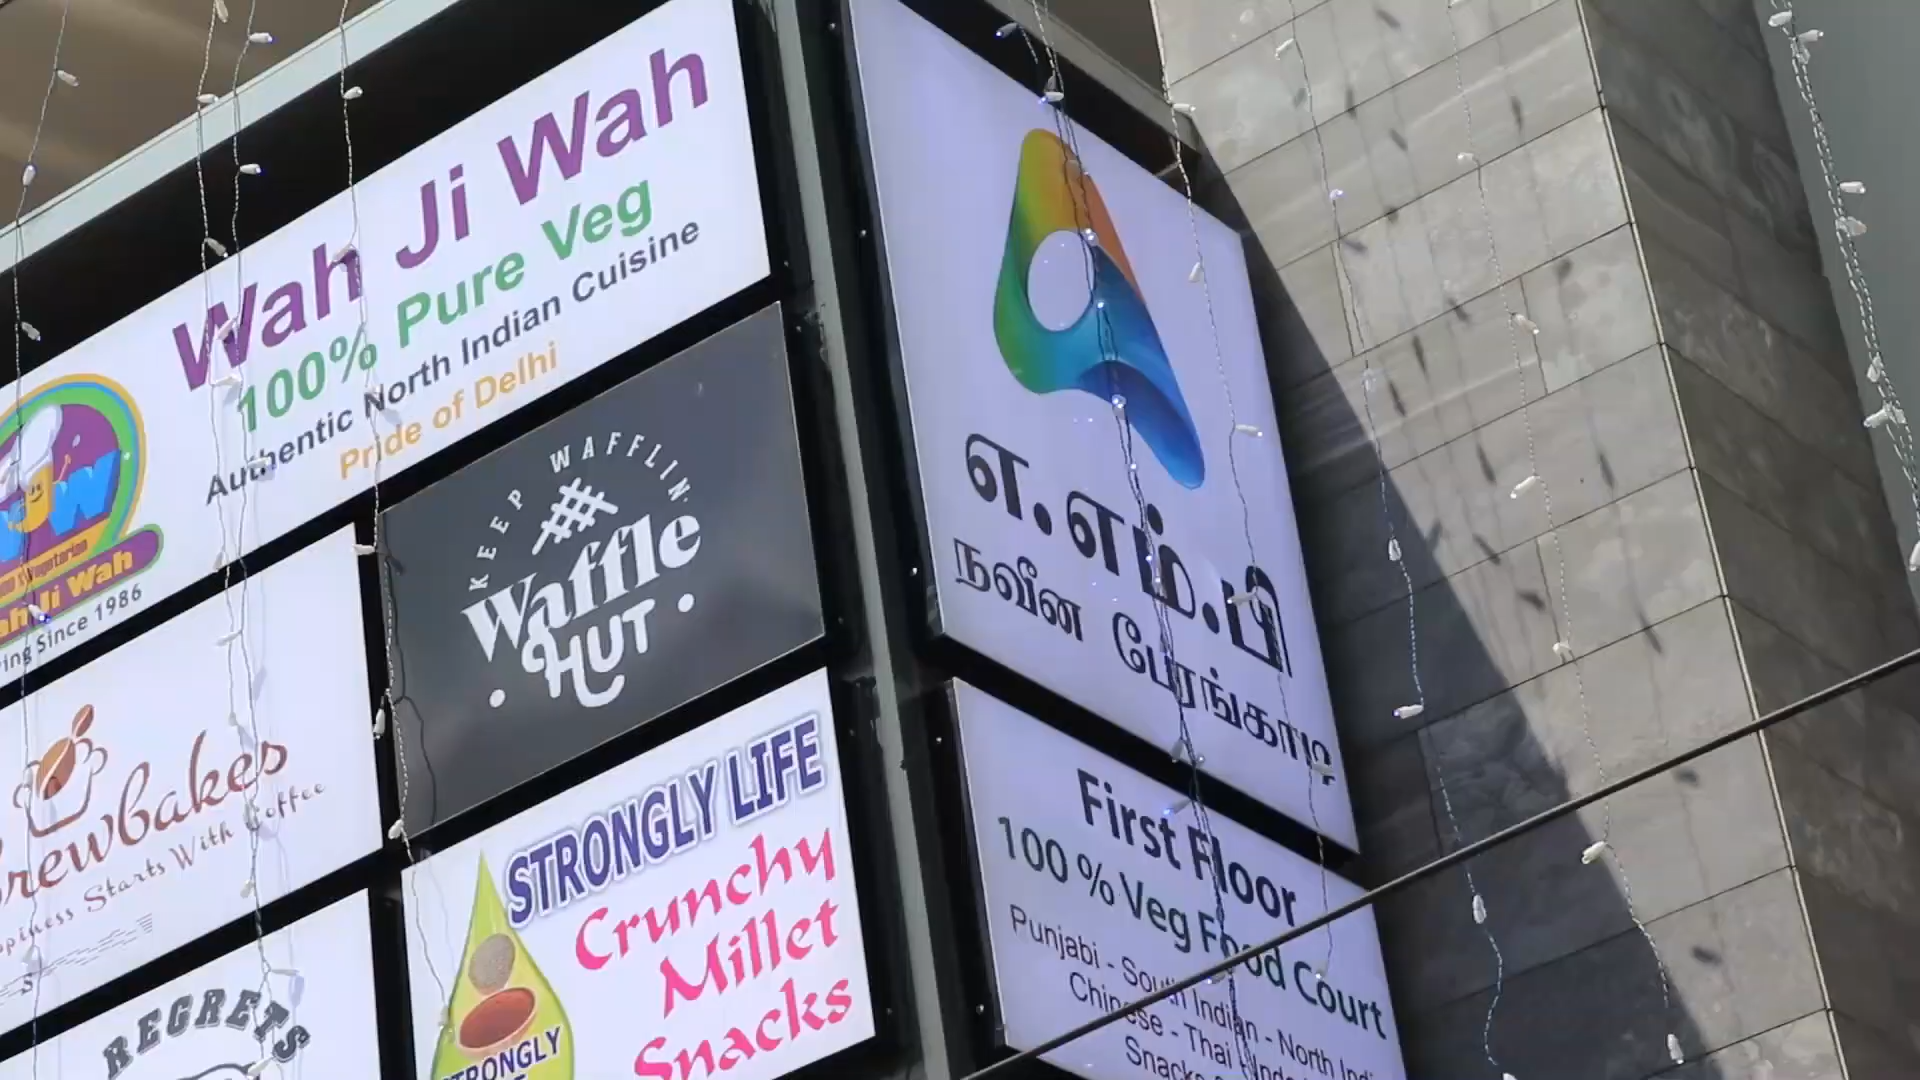 Wah Ji Wah
100% Pure Veg
Authentic North Indian Cuisine
Pride of Delhi
Wah
Since 1986
KEEP WAFFLIN'
Waffle
HUT
Starts With Coffee
REGRETS
STRONGLY LIFE
Crunchy
Millet
Snacks
STRONGLY
எ.எம்.பி
நவீன பேரங்காடி
First Floor
100 % Veg Food Court
Punjabi - South Indian - North
Chinese - Thai
Snacks